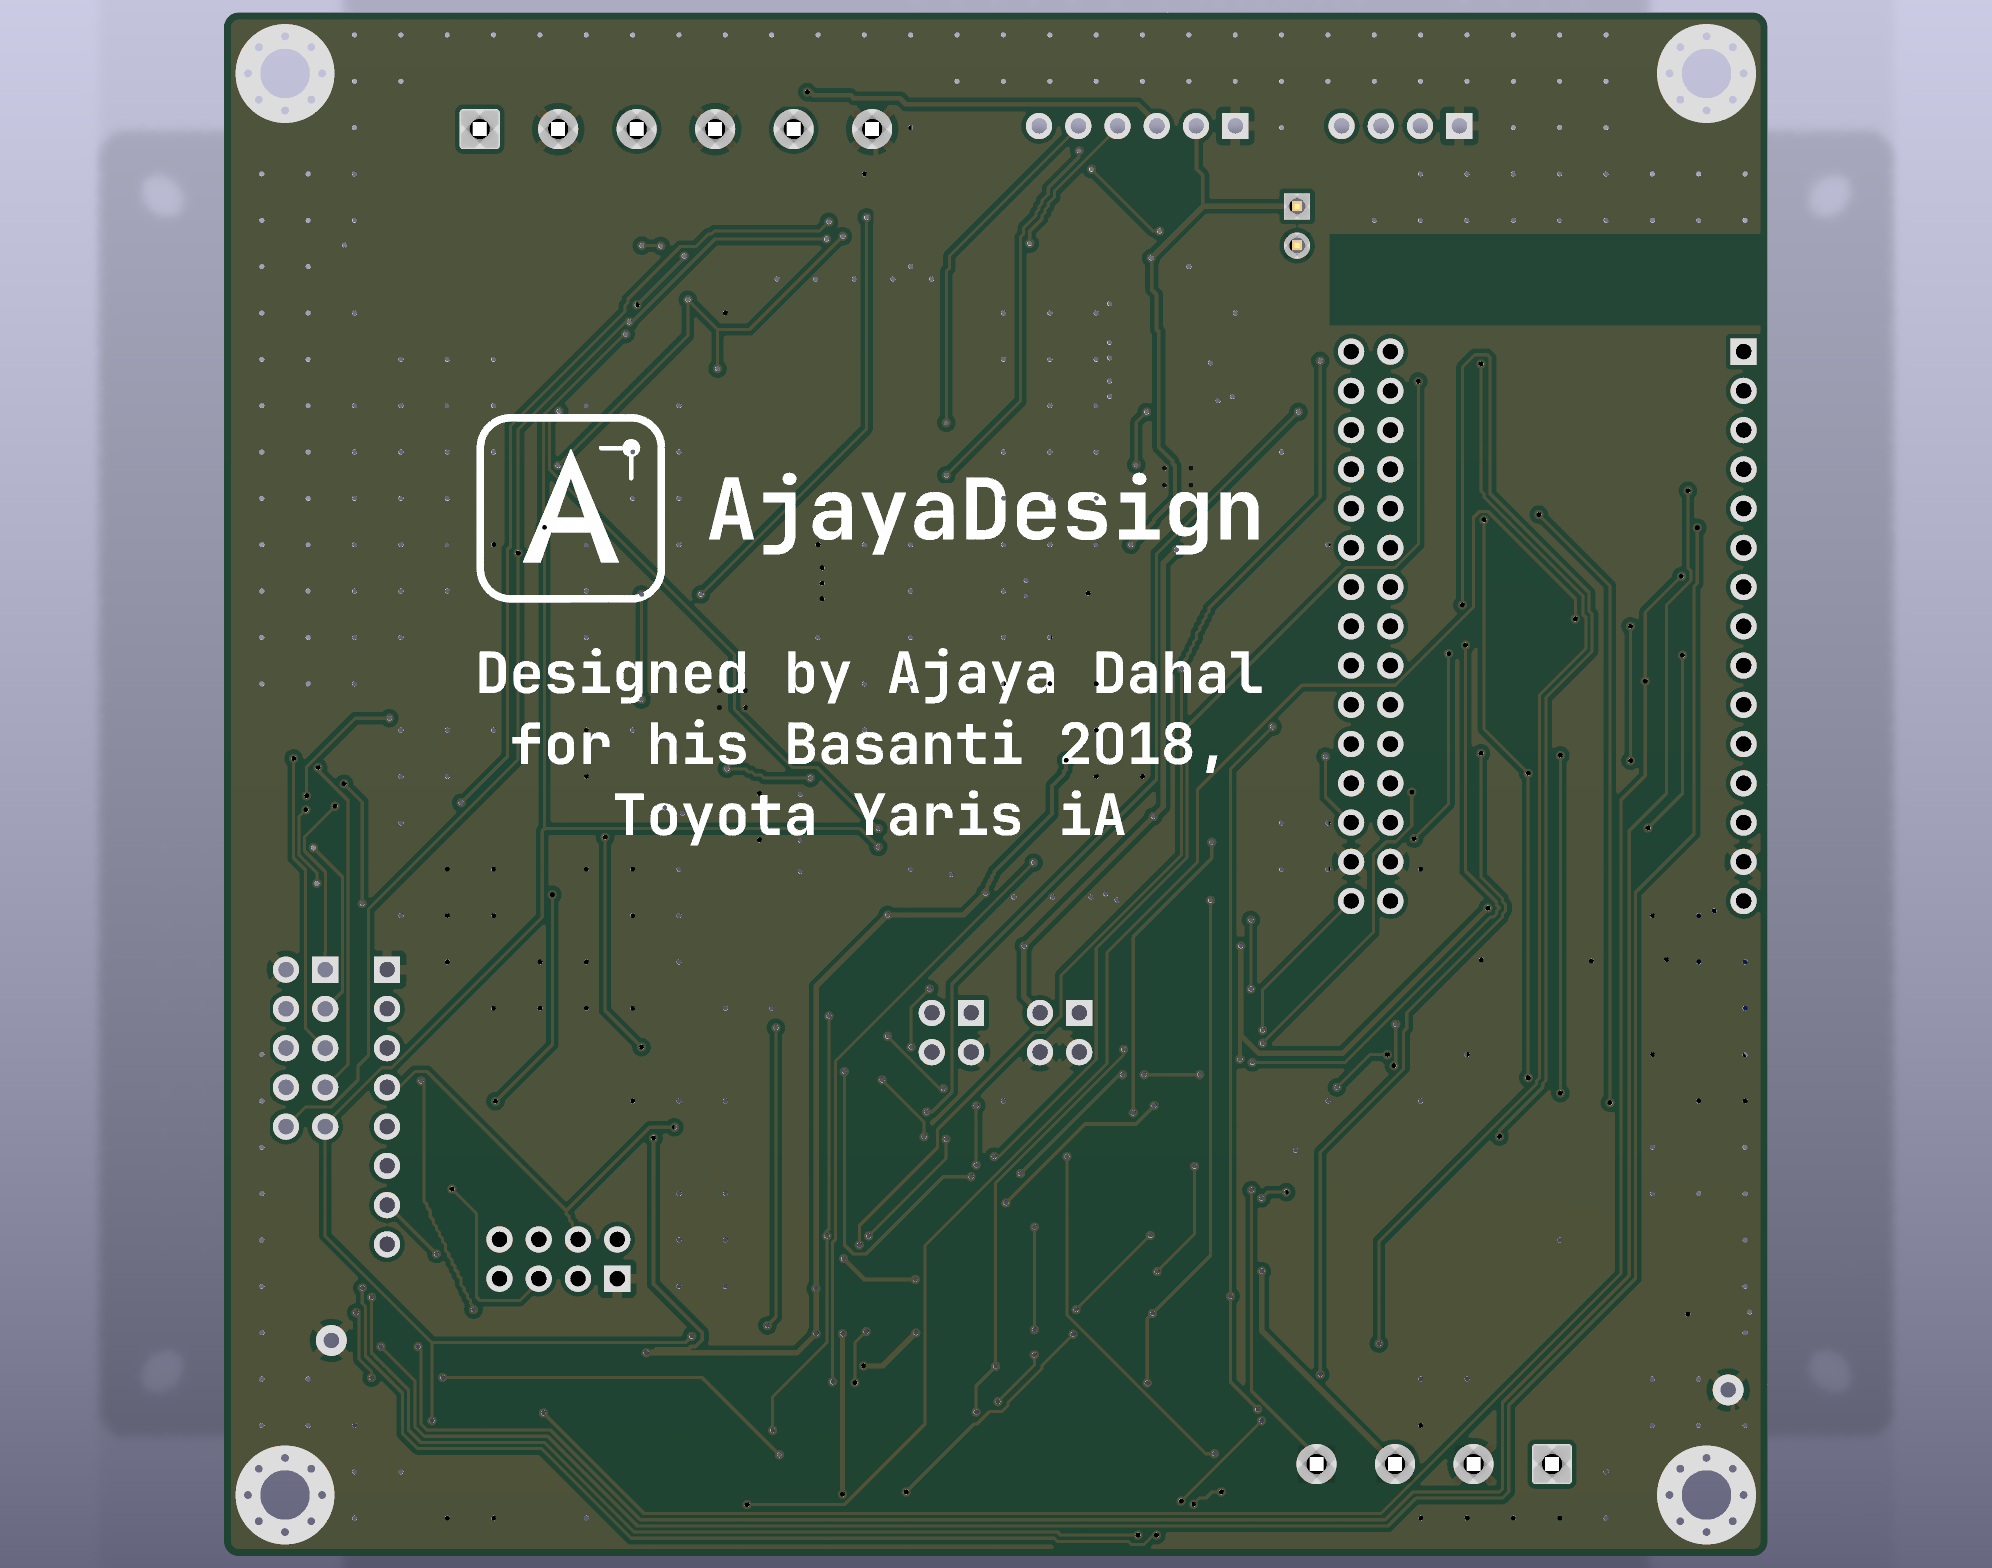 A
AjayaDesign
Designed by Ajaya Dahal
for his Basanti 2018,
Toyota Yaris iA